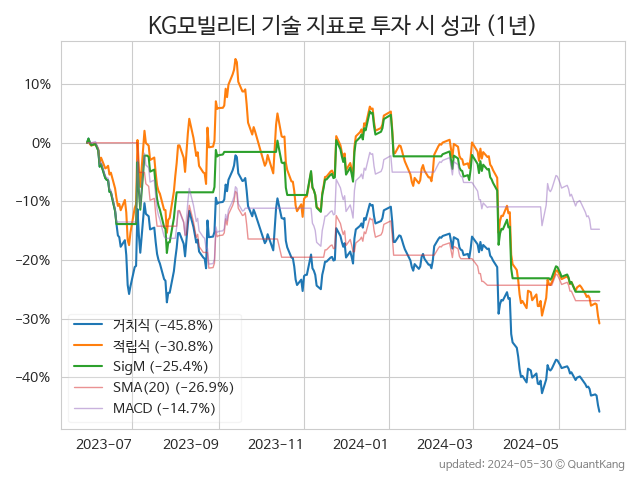 KG모빌리티 기술 지표로 투자 시 성과 (1년)
10%
0%
−10%
−20%
−30%
−40%
거치식 (−45.8%)
적립식 (−30.8%)
SigM (−25.4%)
SMA(20) (−26.9%)
MACD (−14.7%)
2023−07
2023−09
2023−11
2024−01
2024−03
2024−05
updated: 2024−05−30 © QuantKang